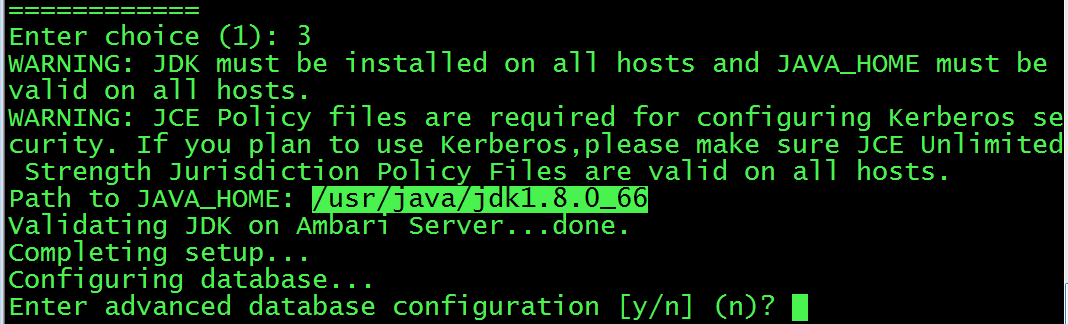 ============
Enter choice (1): 3
WARNING: JDK must be installed on all hosts and JAVA_HOME must be
valid on all hosts.
WARNING: JCE Policy files are required for configuring Kerberos se
curity. If you plan to use Kerberos,please make sure JCE Unlimited
 Strength Jurisdiction Policy Files are valid on all hosts.
Path to JAVA_HOME: /usr/java/jdk1.8.0_66
Validating JDK on Ambari Server...done.
Completing setup...
Configuring database...
Enter advanced database configuration [y/n] (n)?